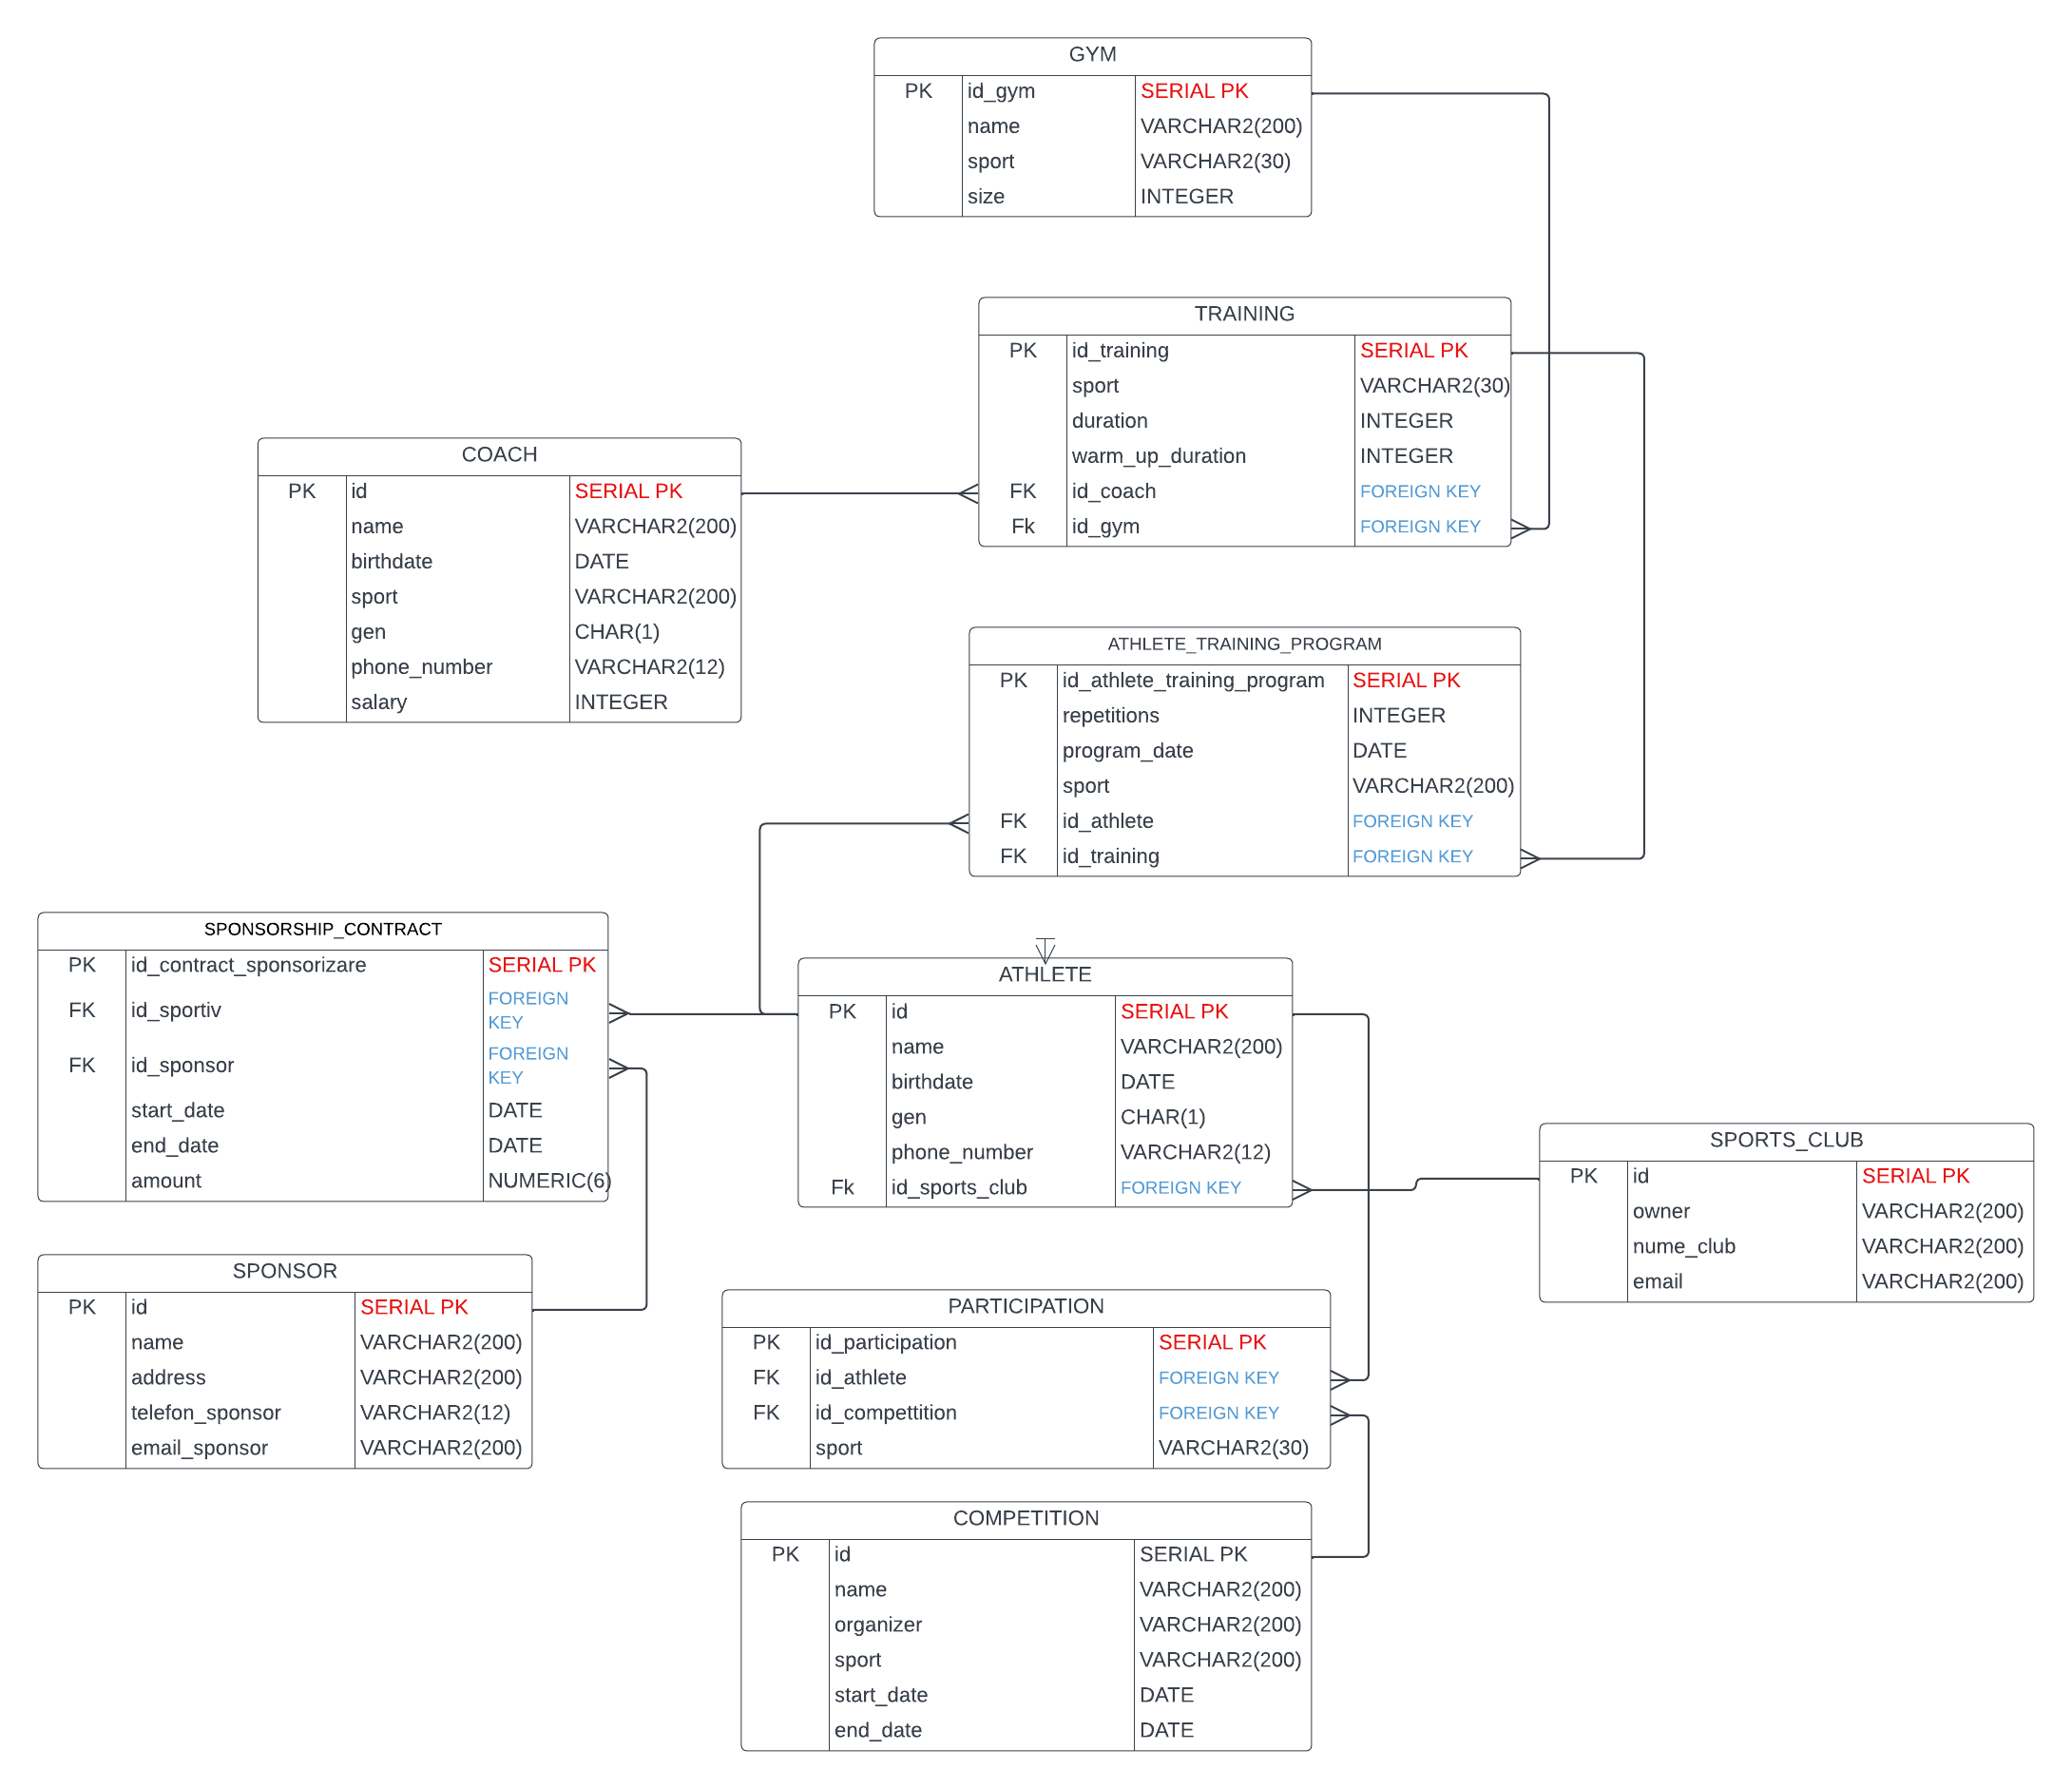 GYM
PK id_gym SERIAL PK
name VARCHAR2(200)
sport VARCHAR2(30)
size INTEGER
TRAINING
PK id_training SERIAL PK
sport VARCHAR2(30)
duration INTEGER
warm_up_duration INTEGER
FK id_coach FOREIGN KEY
Fk id_gym FOREIGN KEY
COACH
PK id SERIAL PK
name VARCHAR2(200)
birthdate DATE
sport VARCHAR2(200)
gen CHAR(1)
phone_number VARCHAR2(12)
salary INTEGER
ATHLETE_TRAINING_PROGRAM
PK id_athlete_training_program SERIAL PK
repetitions INTEGER
program_date DATE
sport VARCHAR2(200)
FK id_athlete FOREIGN KEY
FK id_training FOREIGN KEY
SPONSORSHIP_CONTRACT
PK id_contract_sponsorizare SERIAL PK
FK id_sportiv FOREIGN
KEY
FK id_sponsor FOREIGN
KEY
start_date DATE
end_date DATE
amount NUMERIC(6)
ATHLETE
PK id SERIAL PK
name VARCHAR2(200)
birthdate DATE
gen CHAR(1)
phone_number VARCHAR2(12)
Fk id_sports_club FOREIGN KEY
SPORTS_CLUB
PK id SERIAL PK
owner VARCHAR2(200)
nume_club VARCHAR2(200)
email VARCHAR2(200)
SPONSOR
PK id SERIAL PK
name VARCHAR2(200)
address VARCHAR2(200)
telefon_sponsor VARCHAR2(12)
email_sponsor VARCHAR2(200)
PARTICIPATION
PK id_participation SERIAL PK
FK id_athlete FOREIGN KEY
FK id_compettition FOREIGN KEY
sport VARCHAR2(30)
COMPETITION
PK id SERIAL PK
name VARCHAR2(200)
organizer VARCHAR2(200)
sport VARCHAR2(200)
start_date DATE
end_date DATE